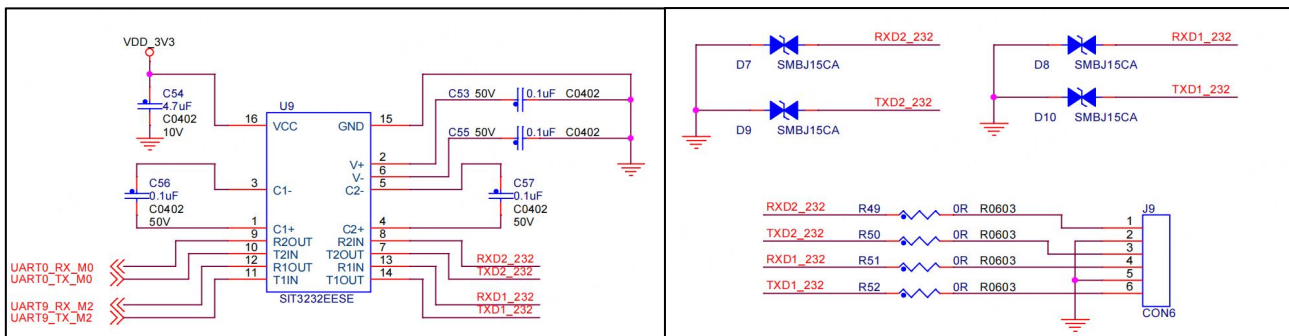 VDD_3V3
C54
4.7uF
C0402
10V
U9
C53 50V 0.1uF C0402
C55 50V 0.1uF C0402
16 VCC GND 15
V+ 2
V- 6
3 C1- C2- 5
C56
0.1uF
C0402
50V
C57
0.1uF
C0402
50V
1 C1+ C2+ 4
9 R2OUT R2IN 8
10 T2IN T2OUT 7
12 R1OUT R1IN 13
11 T1IN T1OUT 14
UART0_RX_M0
UART0_TX_M0
UART9_RX_M2
UART9_TX_M2
RXD2_232
TXD2_232
RXD1_232
TXD1_232
SIT3232EESE
RXD2_232
D7 SMBJ15CA
TXD2_232
D9 SMBJ15CA
RXD1_232
D8 SMBJ15CA
TXD1_232
D10 SMBJ15CA
RXD2_232 R49 0R R0603
TXD2_232 R50 0R R0603
RXD1_232 R51 0R R0603
TXD1_232 R52 0R R0603
J9
1
2
3
4
5
6
CON6